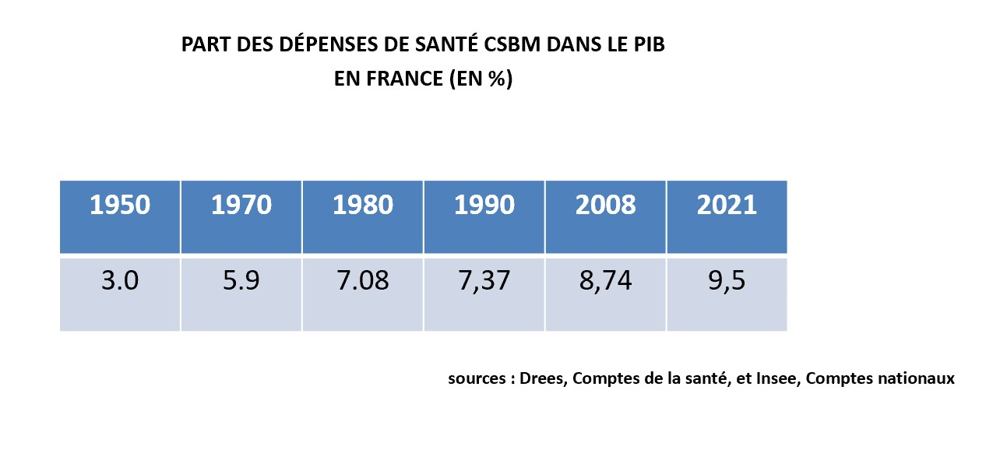 PART DES DÉPENSES DE SANTÉ CSBM DANS LE PIB
EN FRANCE (EN %)
1950 1970 1980 1990 2008 2021
3.0 5.9 7.08 7,37 8,74 9,5
sources : Drees, Comptes de la santé, et Insee, Comptes nationaux